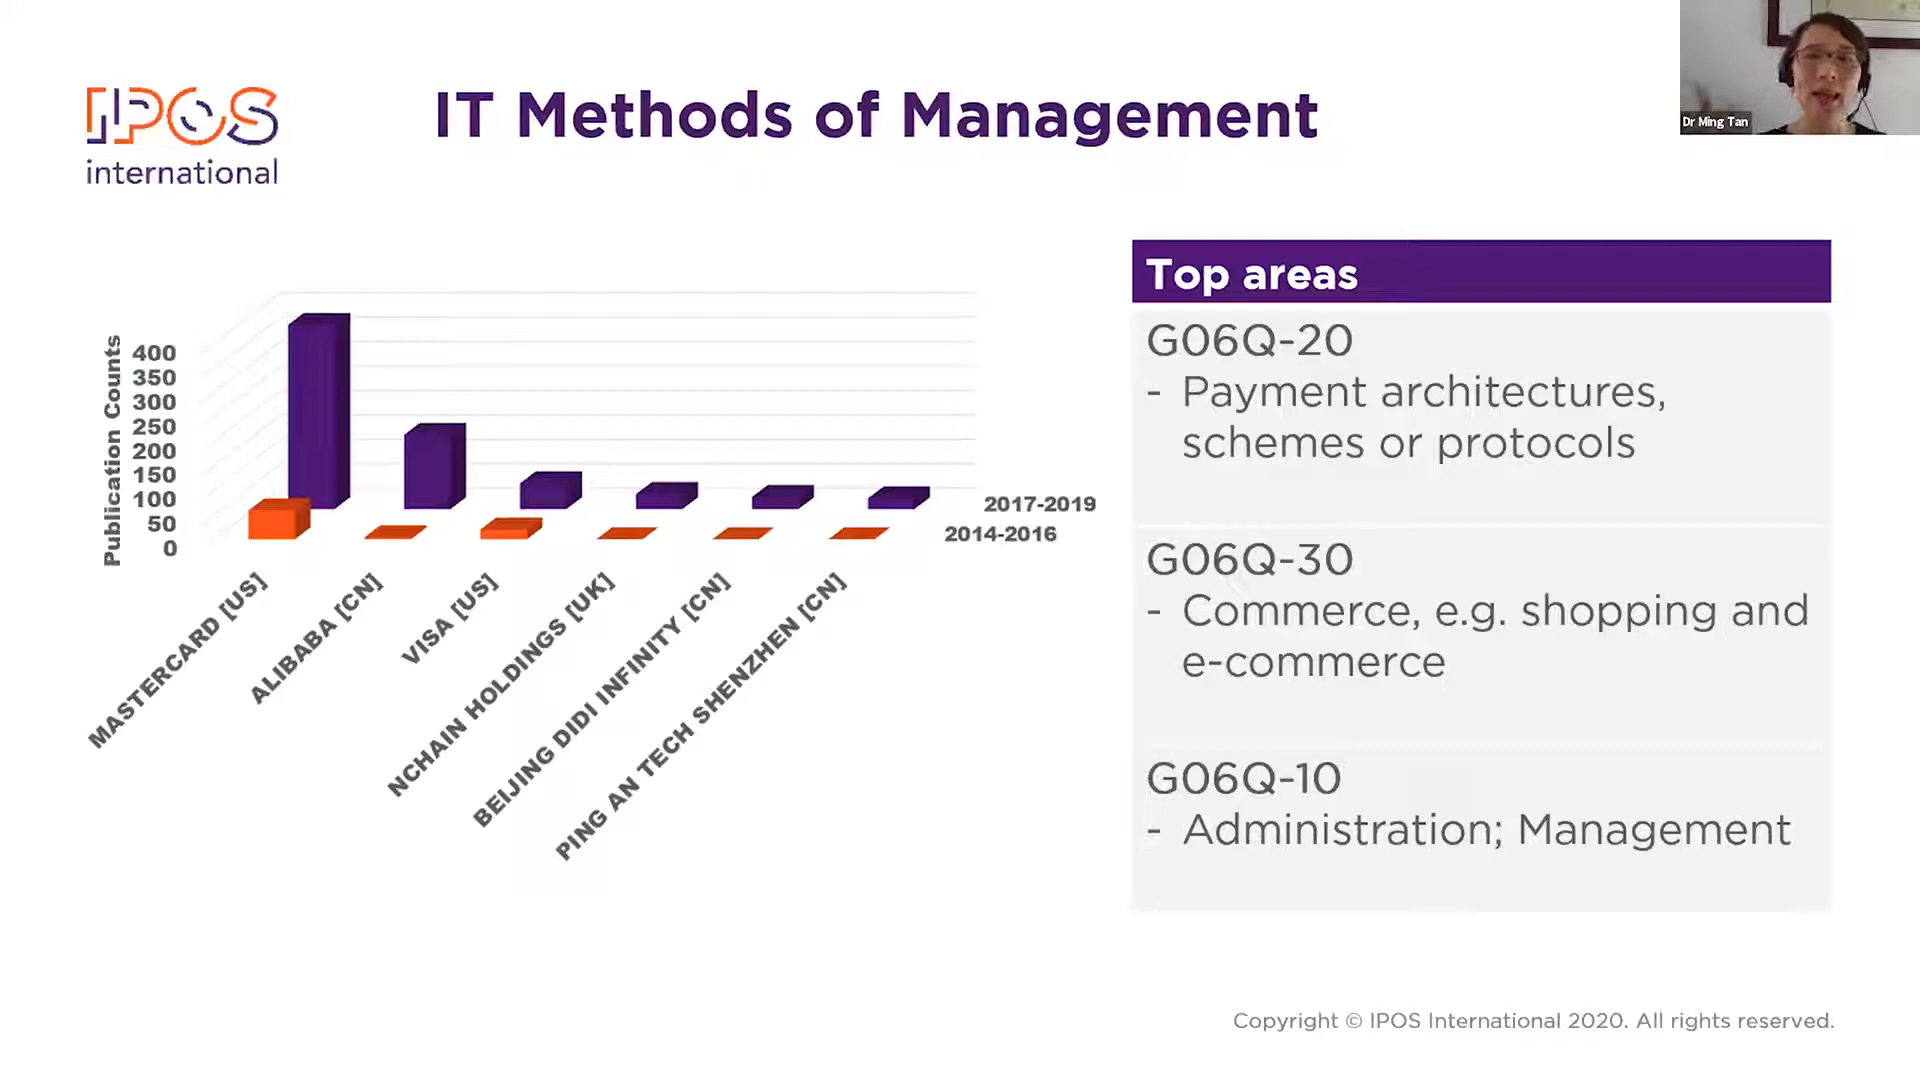 IPOS
international
IT Methods of Management
Dr Ming Tan
Publication Counts
400
350
300
250
200
150
100
50
0
2017-2019
2014-2016
MASTERCARD [US]
ALIBABA [CN]
VISA [US]
NCHAIN HOLDINGS [UK]
BEIJING DIDI INFINITY [CN]
PING AN TECH SHENZHEN [CN]
Top areas
G06Q-20
- Payment architectures,
schemes or protocols
G06Q-30
- Commerce, e.g. shopping and
e-commerce
G06Q-10
- Administration; Management
Copyright © IPOS International 2020. All rights reserved.